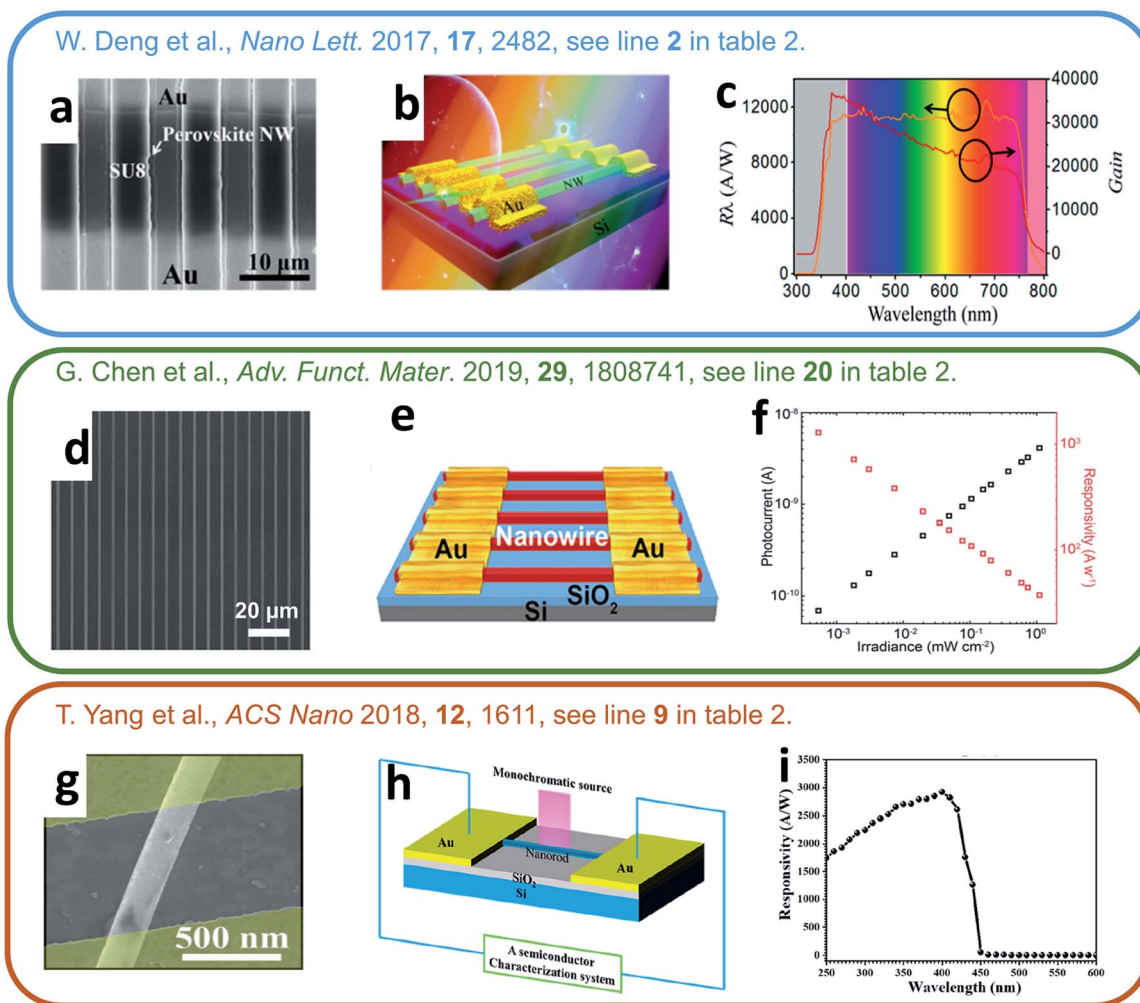 W. Deng et al., Nano Lett. 2017, 17, 2482, see line 2 in table 2.
a
Au
Perovskite NW
SU8
Au
10 µm
b
NW
Au
Si
c
12000
8000
4000
0
Rλ (A/W)
40000
30000
20000
10000
0
Gain
300 400 500 600 700 800
Wavelength (nm)
G. Chen et al., Adv. Funct. Mater. 2019, 29, 1808741, see line 20 in table 2.
d
20 µm
e
Nanowire
Au
Au
SiO2
Si
f
10⁻⁸
10⁻⁹
10⁻¹⁰
Photocurrent (A)
10³
10²
Responsivity (A w⁻¹)
10⁻³ 10⁻² 10⁻¹ 10⁰
Irradiance (mW cm⁻²)
T. Yang et al., ACS Nano 2018, 12, 1611, see line 9 in table 2.
g
500 nm
h
Monochromatic source
Au
Nanorod
Au
SiO2
Si
A semiconductor
Characterization system
i
3500
3000
2500
2000
1500
1000
500
0
Responsivity (A/W)
250 300 350 400 450 500 550 600
Wavelength (nm)